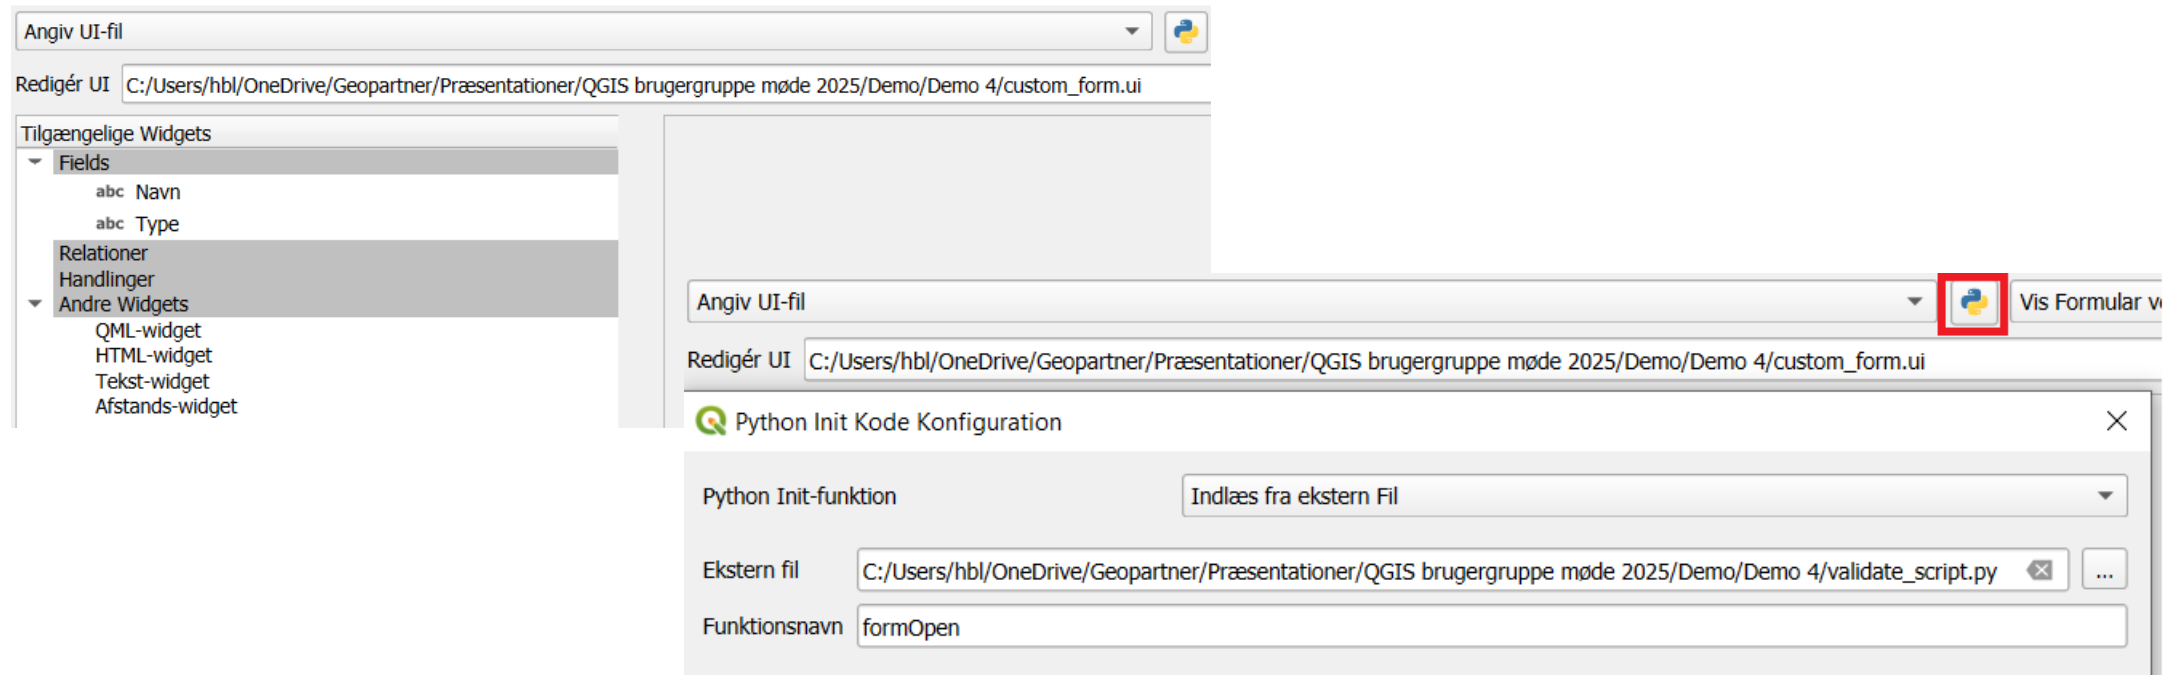 Angiv UI-fil
Redigér UI C:/Users/hbl/OneDrive/Geopartner/Præsentationer/QGIS brugergruppe møde 2025/Demo/Demo 4/custom_form.ui
Tilgængelige Widgets
Fields
abc Navn
abc Type
Relationer
Handlinger
Andre Widgets
QML-widget
HTML-widget
Tekst-widget
Afstands-widget
Angiv UI-fil
Vis Formular v
Redigér UI C:/Users/hbl/OneDrive/Geopartner/Præsentationer/QGIS brugergruppe møde 2025/Demo/Demo 4/custom_form.ui
Python Init Kode Konfiguration
Python Init-funktion Indlæs fra ekstern Fil
Ekstern fil C:/Users/hbl/OneDrive/Geopartner/Præsentationer/QGIS brugergruppe møde 2025/Demo/Demo 4/validate_script.py ...
Funktionsnavn formOpen